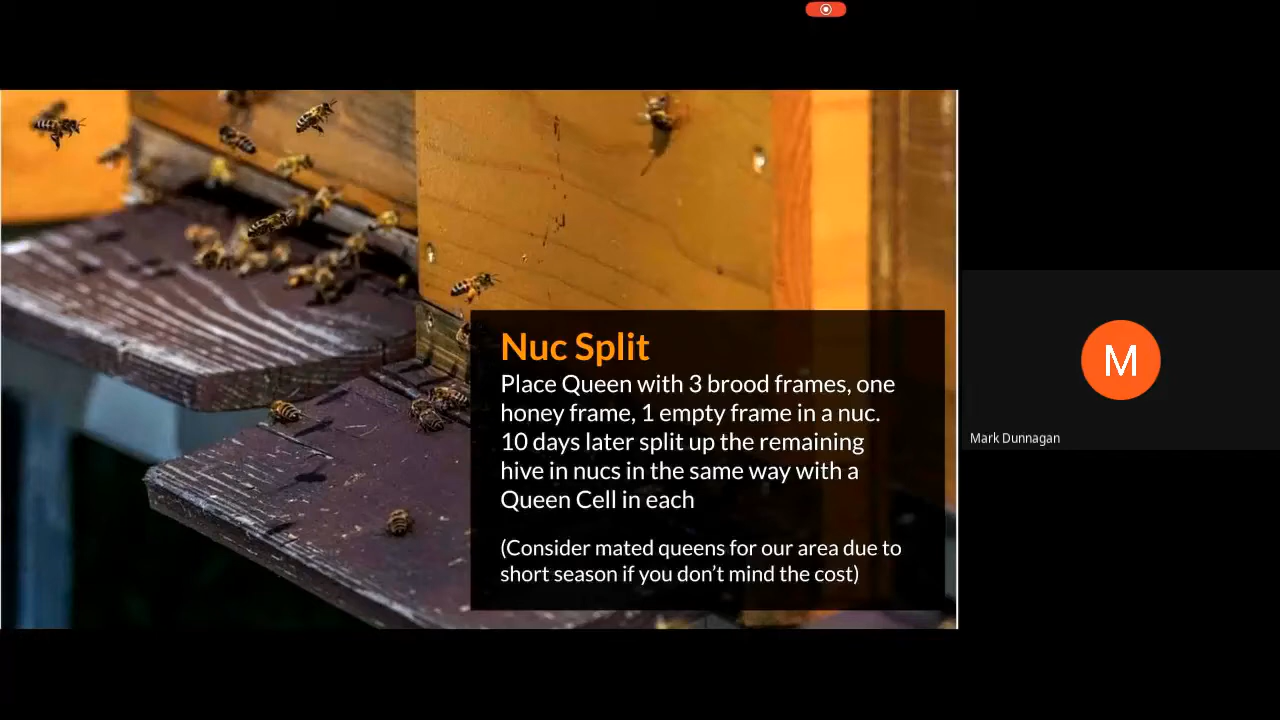 Nuc Split
Place Queen with 3 brood frames, one
honey frame, 1 empty frame in a nuc.
10 days later split up the remaining
hive in nucs in the same way with a
Queen Cell in each
(Consider mated queens for our area due to
short season if you don't mind the cost)
M
Mark Dunnagan